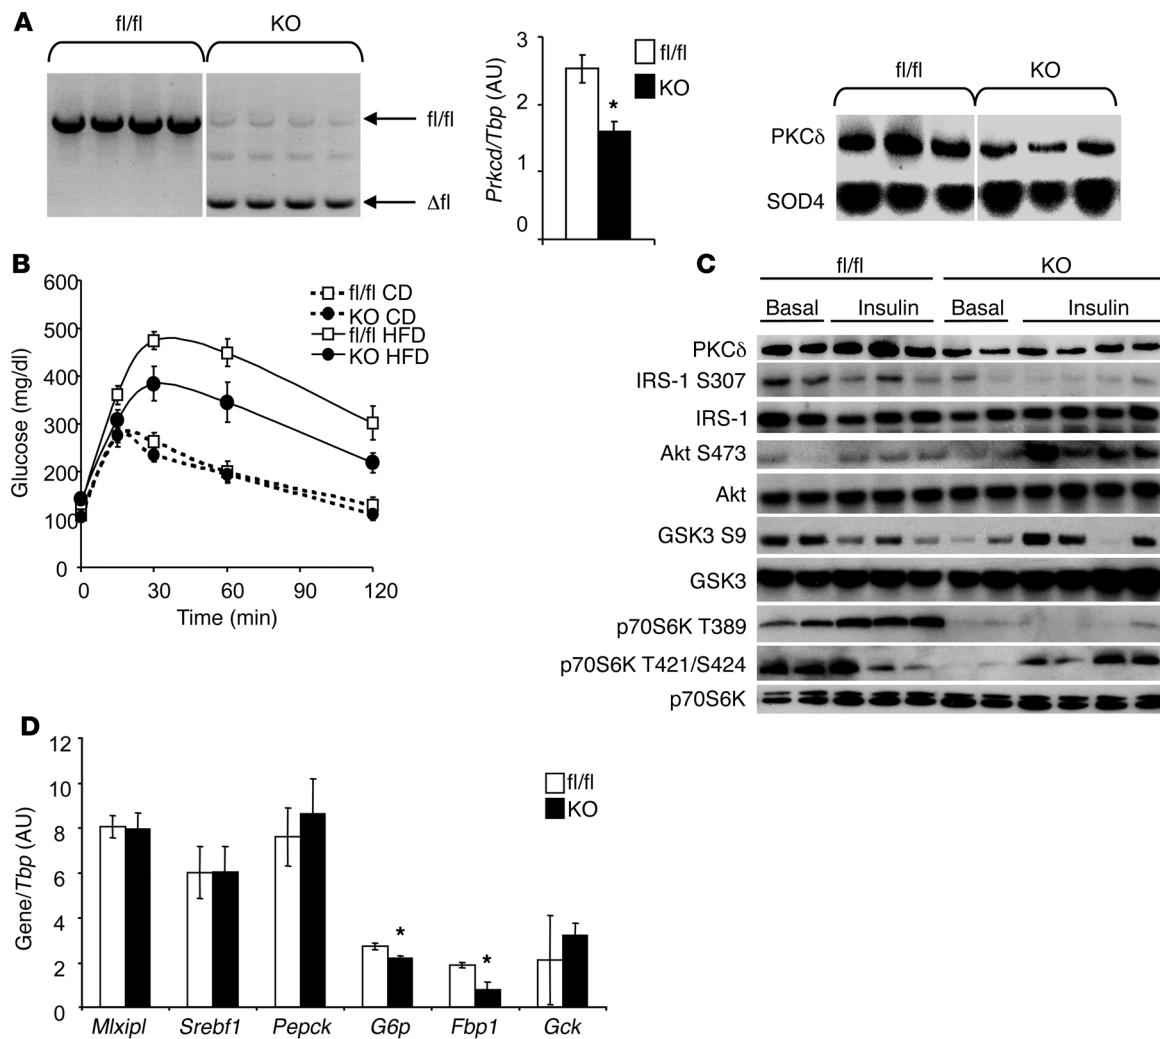 A
fl/fl
KO
fl/fl
Δfl
3
2
1
0
Prkcd/Tbp (AU)
fl/fl
KO
*
fl/fl
KO
PKCδ
SOD4
B
600
500
400
300
200
100
0
Glucose (mg/dl)
0
30
60
90
120
Time (min)
fl/fl CD
KO CD
fl/fl HFD
KO HFD
C
fl/fl
KO
Basal
Insulin
Basal
Insulin
PKCδ
IRS-1 S307
IRS-1
Akt S473
Akt
GSK3 S9
GSK3
p70S6K T389
p70S6K T421/S424
p70S6K
D
12
10
8
6
4
2
0
Gene/Tbp (AU)
fl/fl
KO
*
*
Mlxipl
Srebf1
Pepck
G6p
Fbp1
Gck